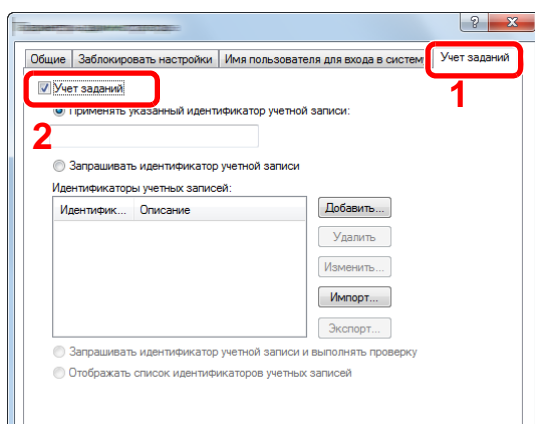 Общие Заблокировать настройки Имя пользователя для входа в систем Учет заданий
1
Учет заданий
Применять указанный идентификатор учетной записи:
2
Запрашивать идентификатор учетной записи
Идентификаторы учетных записей:
Идентифик... Описание
Добавить...
Удалить
Изменить...
Импорт...
Экспорт...
Запрашивать идентификатор учетной записи и выполнять проверку
Отображать список идентификаторов учетных записей